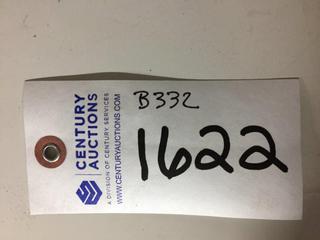 CENTURY
AUCTIONS
A DIVISION OF CENTURY SERVICES
WWW.CENTURYAUCTIONS.COM
B332
1622